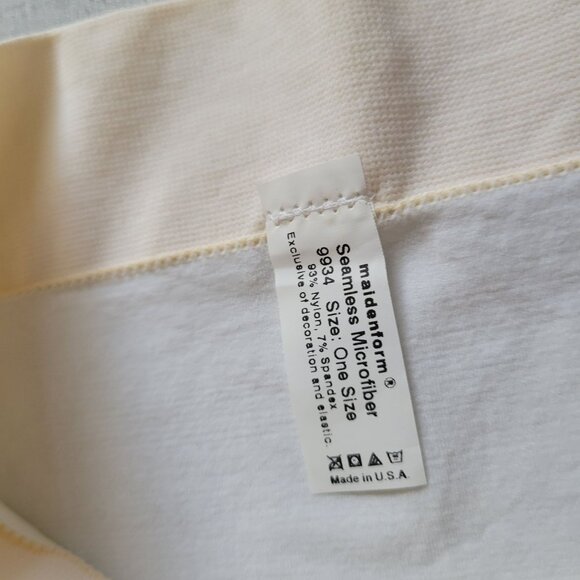 maidenform®
Seamless Microfiber
9934 Size: One Size
93% Nylon, 7% Spandex
Exclusive of decoration and elastic.
Made in U.S.A.